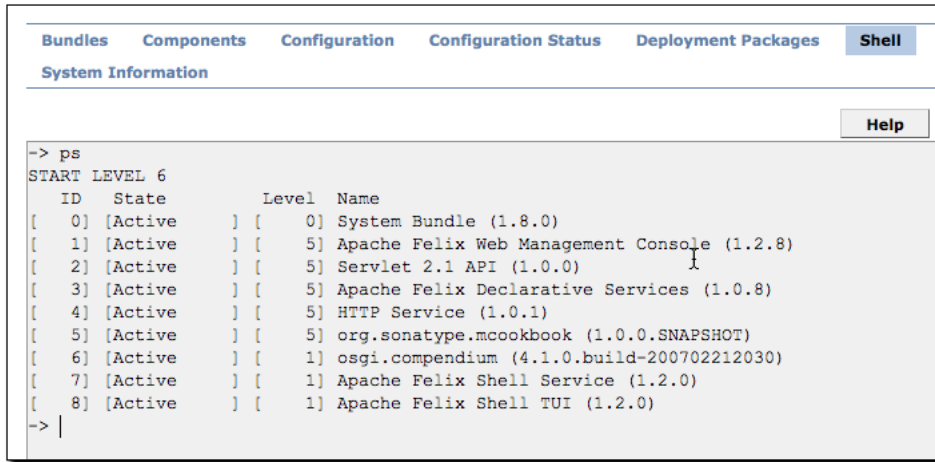 Bundles Components Configuration Configuration Status Deployment Packages Shell
System Information
Help
-> ps
START LEVEL 6
   ID   State         Level  Name
[   0] [Active     ] [    0] System Bundle (1.8.0)
[   1] [Active     ] [    5] Apache Felix Web Management Console (1.2.8)
[   2] [Active     ] [    5] Servlet 2.1 API (1.0.0)
[   3] [Active     ] [    5] Apache Felix Declarative Services (1.0.8)
[   4] [Active     ] [    5] HTTP Service (1.0.1)
[   5] [Active     ] [    5] org.sonatype.mcookbook (1.0.0.SNAPSHOT)
[   6] [Active     ] [    1] osgi.compendium (4.1.0.build-200702212030)
[   7] [Active     ] [    1] Apache Felix Shell Service (1.2.0)
[   8] [Active     ] [    1] Apache Felix Shell TUI (1.2.0)
->